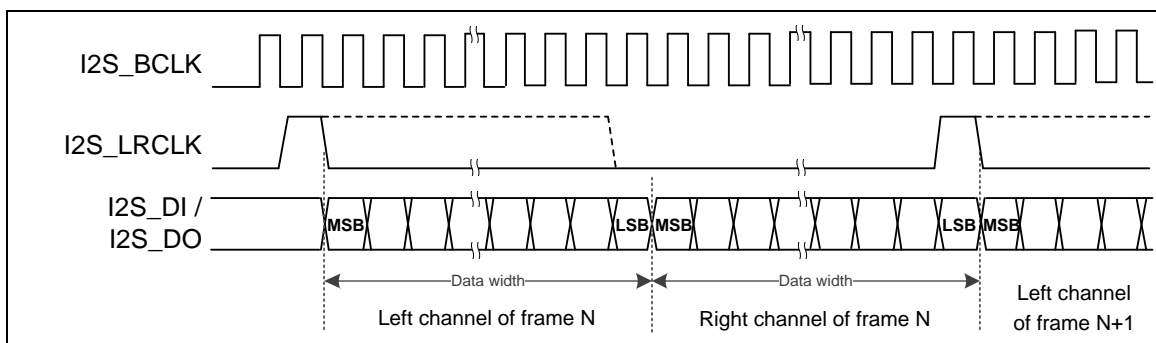 I2S_BCLK
I2S_LRCLK
I2S_DI /
I2S_DO
MSB LSB MSB LSB MSB
Data width Data width
Left channel of frame N Right channel of frame N Left channel
of frame N+1